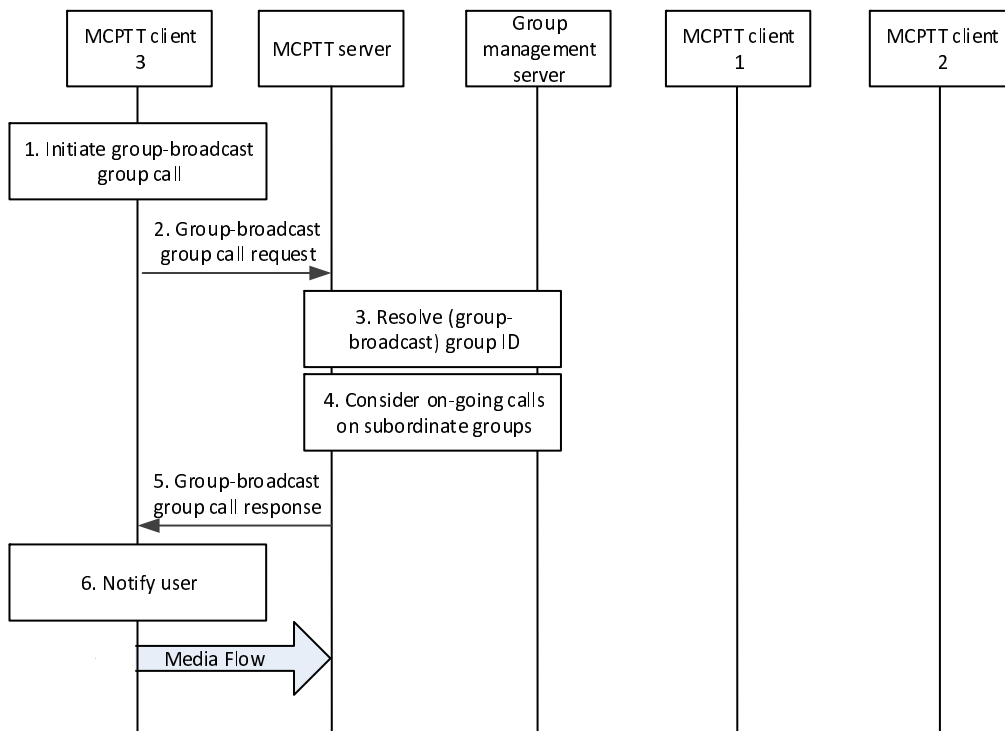 MCPTT client
3
MCPTT server
Group
management
server
MCPTT client
1
MCPTT client
2
1. Initiate group-broadcast
group call
2. Group-broadcast
group call request
3. Resolve (group-
broadcast) group ID
4. Consider on-going calls
on subordinate groups
5. Group-broadcast
group call response
6. Notify user
Media Flow